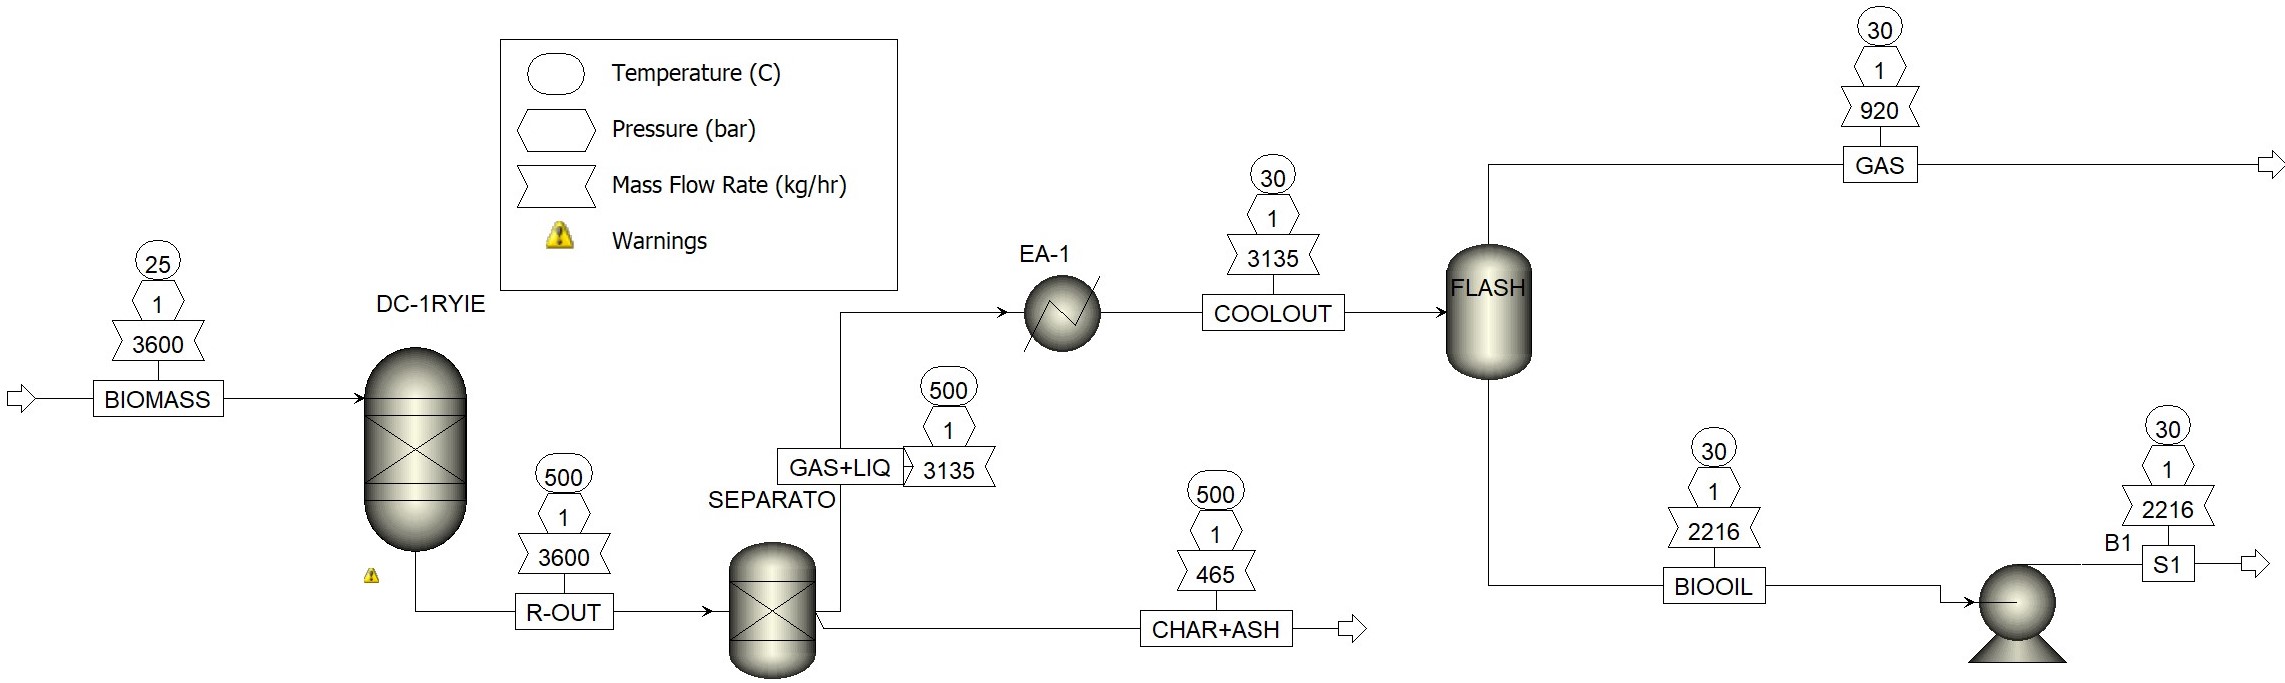 Temperature (C)
Pressure (bar)
Mass Flow Rate (kg/hr)
Warnings
25
1
3600
BIOMASS
DC-1RYIE
500
1
3600
R-OUT
SEPARATO
GAS+LIQ
500
1
3135
500
1
465
CHAR+ASH
EA-1
30
1
3135
COOLOUT
FLASH
30
1
920
GAS
30
1
2216
BIOOIL
B1
30
1
2216
S1